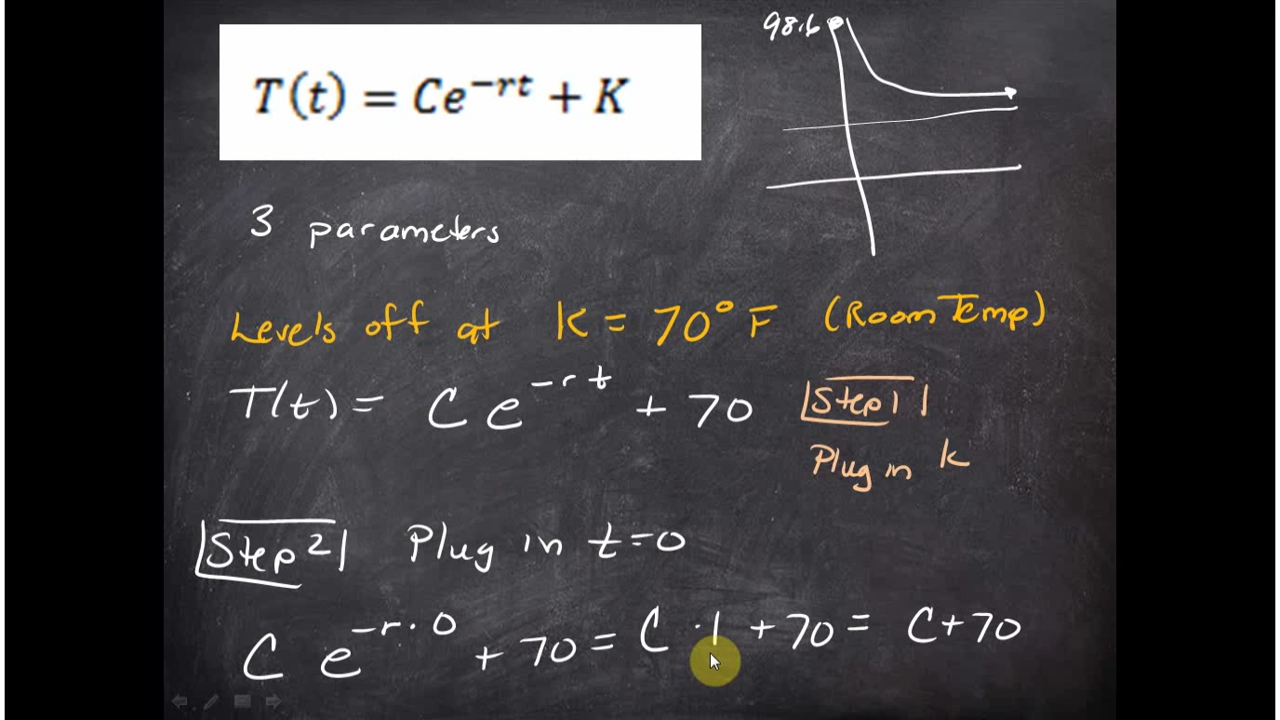 98.6
T(t) = Ce^{-rt} + K
3 parameters
Levels off at K = 70° F (Room Temp)
T(t) = C e^{-rt} + 70
Step 1
Plug in k
Step 2 Plug in t=0
C e^{-r·0} + 70 = C·1 + 70 = C+70